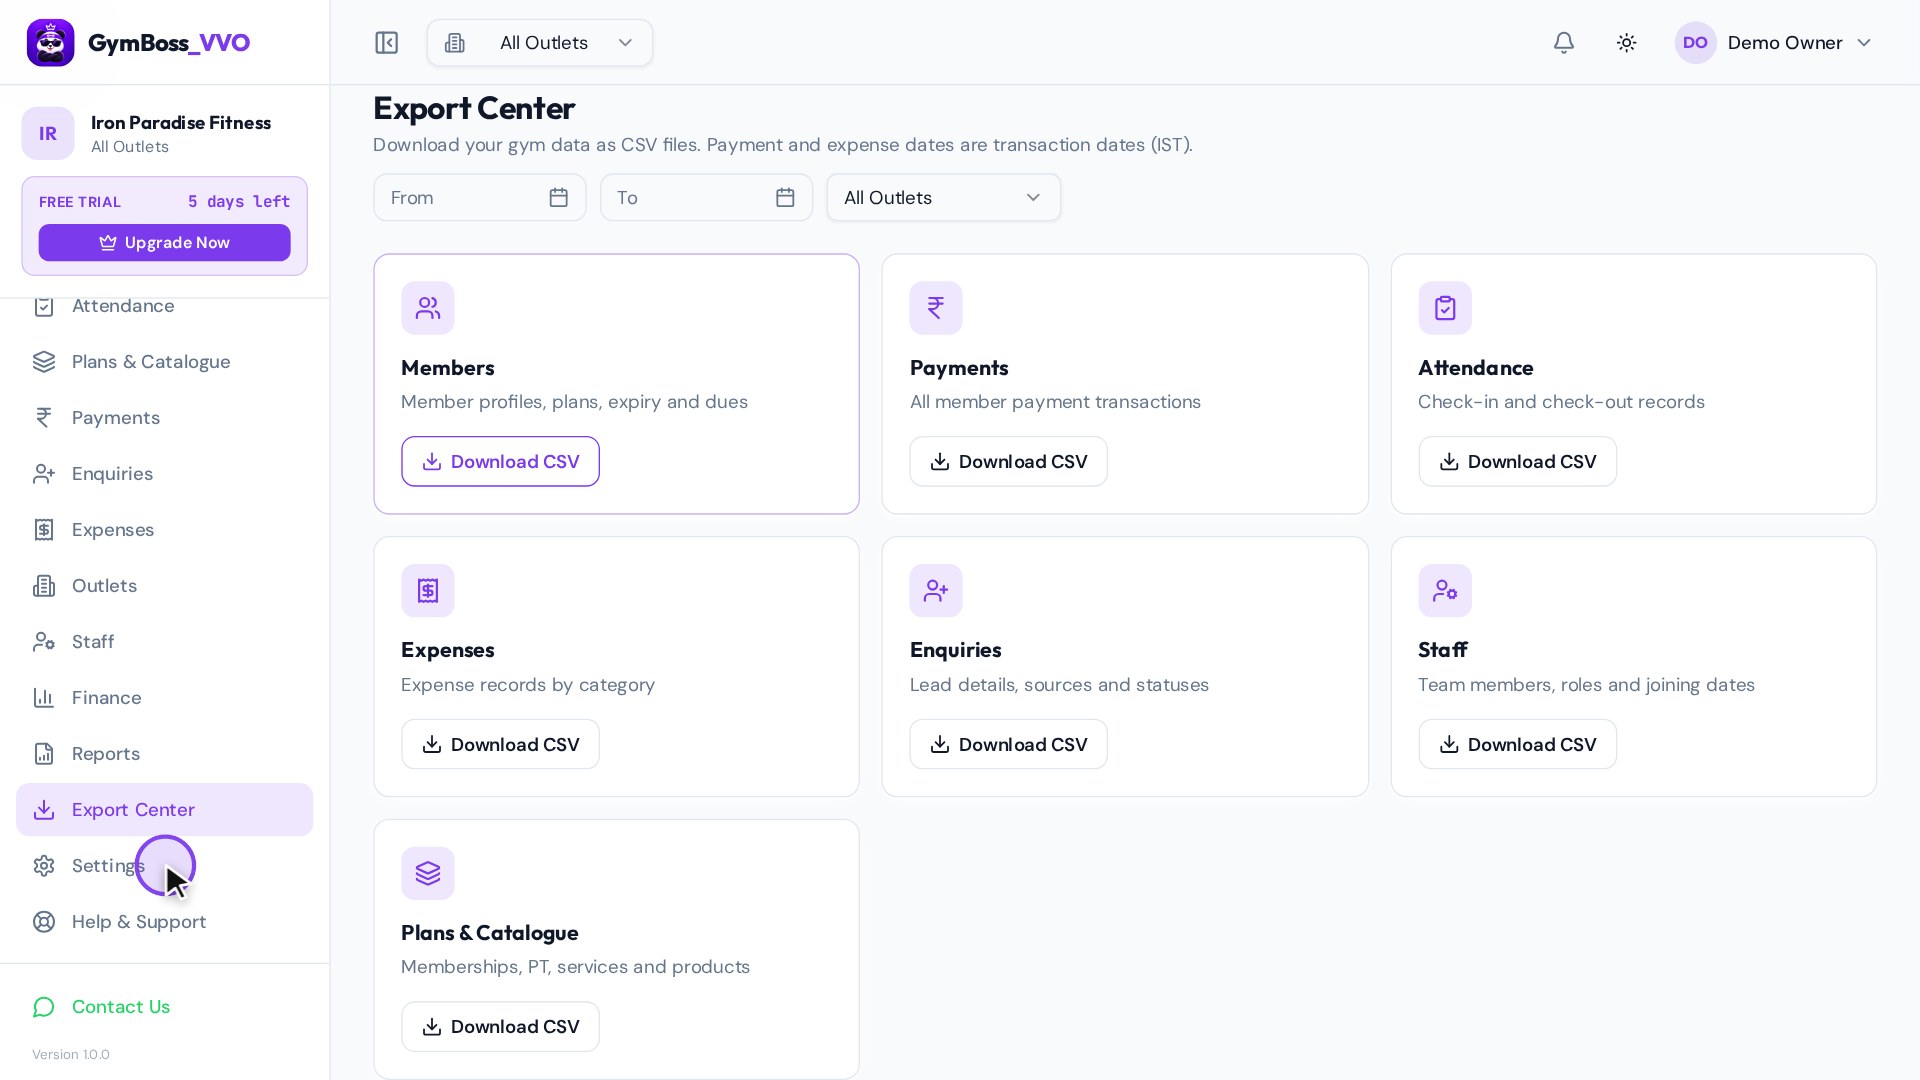 GymBoss_VVO
All Outlets
DO
Demo Owner
IR
Iron Paradise Fitness
All Outlets
FREE TRIAL
5 days left
Upgrade Now
Attendance
Plans & Catalogue
Payments
Enquiries
Expenses
Outlets
Staff
Finance
Reports
Export Center
Settings
Help & Support
Contact Us
Version 1.0.0
Export Center
Download your gym data as CSV files. Payment and expense dates are transaction dates (IST).
From
To
All Outlets
Members
Member profiles, plans, expiry and dues
Download CSV
Payments
All member payment transactions
Download CSV
Attendance
Check-in and check-out records
Download CSV
Expenses
Expense records by category
Download CSV
Enquiries
Lead details, sources and statuses
Download CSV
Staff
Team members, roles and joining dates
Download CSV
Plans & Catalogue
Memberships, PT, services and products
Download CSV